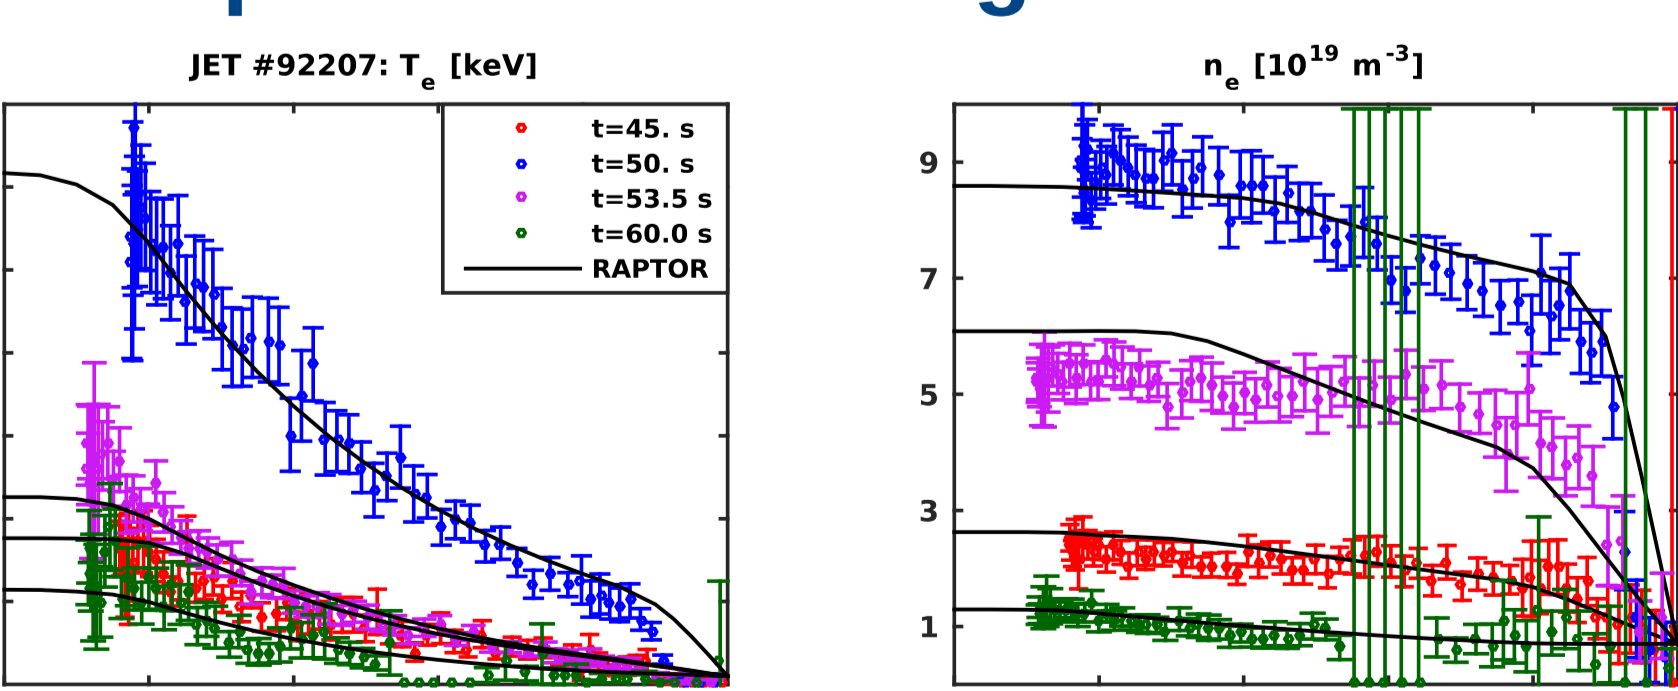 JET #92207: Te [keV]
t=45. s
t=50. s
t=53.5 s
t=60.0 s
RAPTOR
ne [10^19 m^-3]
9
7
5
3
1